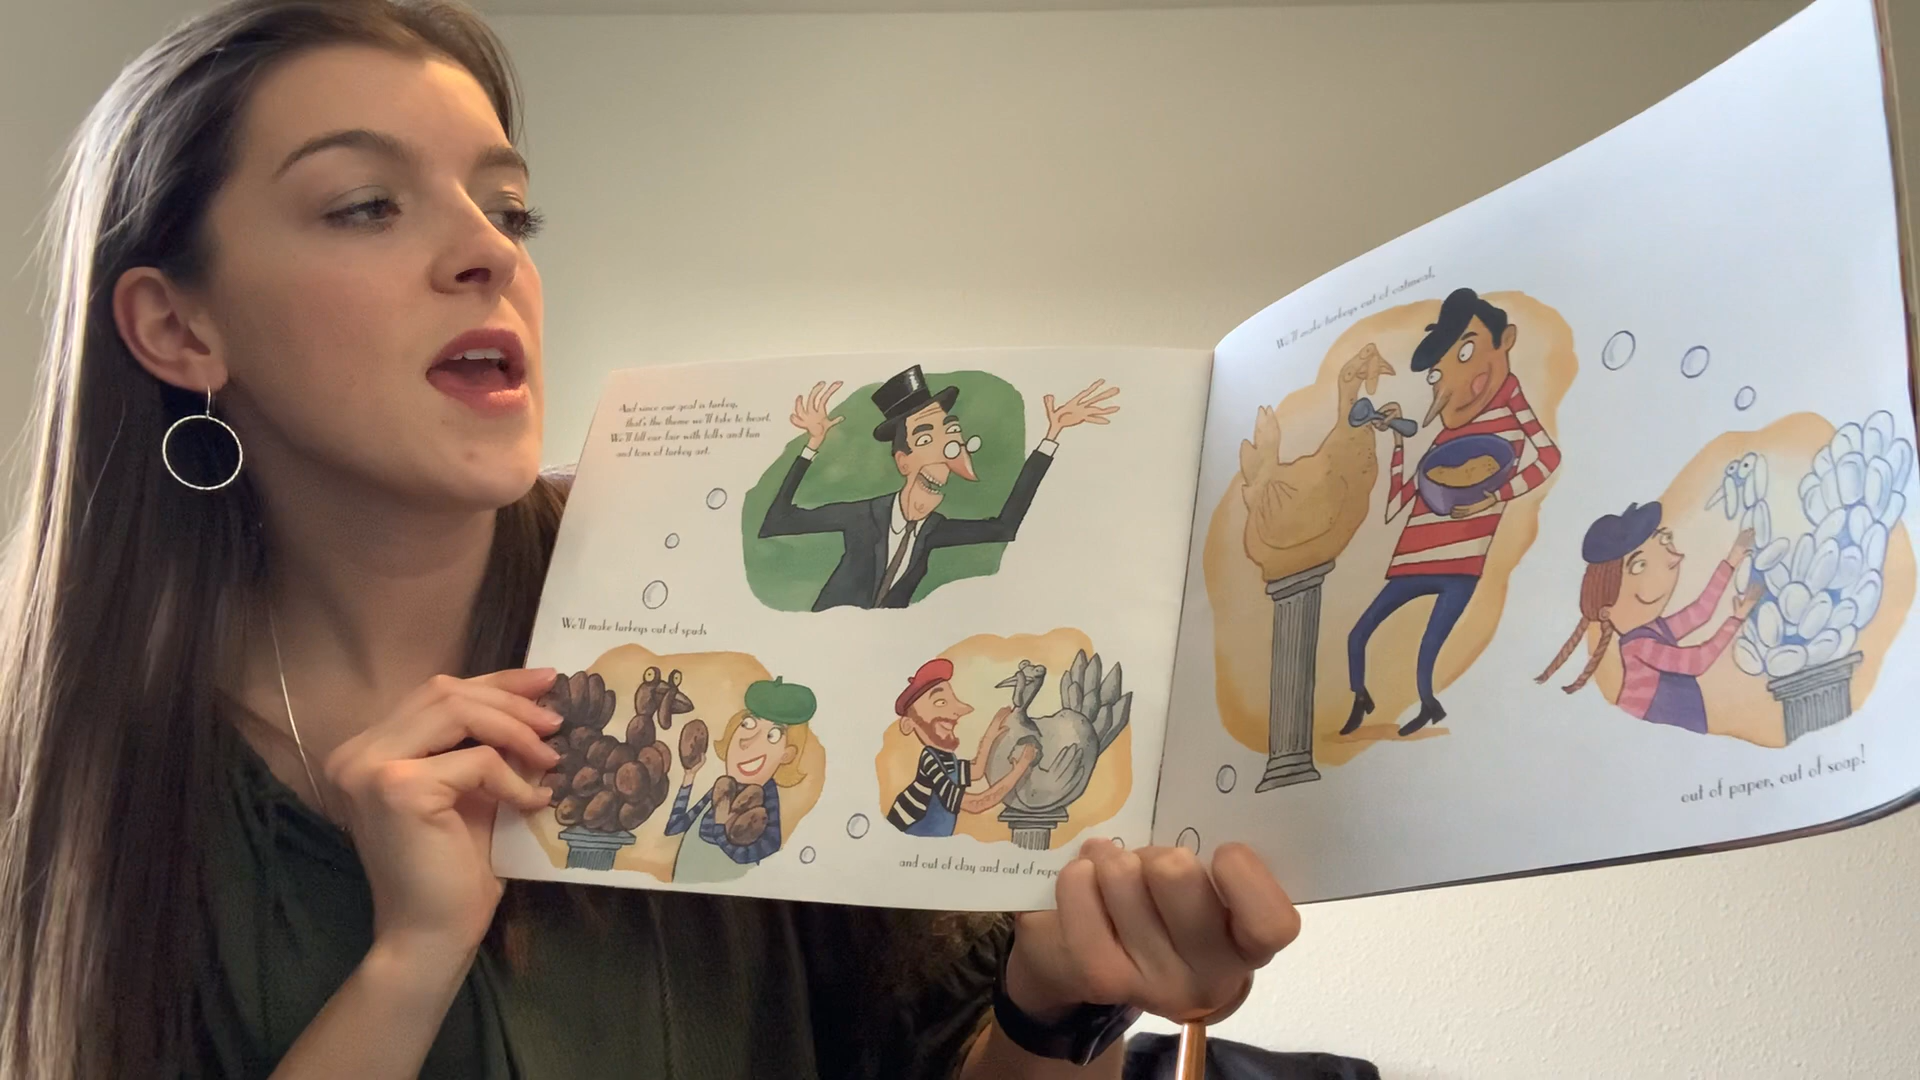 And since our goal is turkey,
that's the theme we'll take to heart.
We'll fill our fair with folks and fun
and tons of turkey art.
We'll make turkeys out of spuds
and out of clay and out of rope
We'll make turkeys out of oatmeal,
out of paper, out of soap!